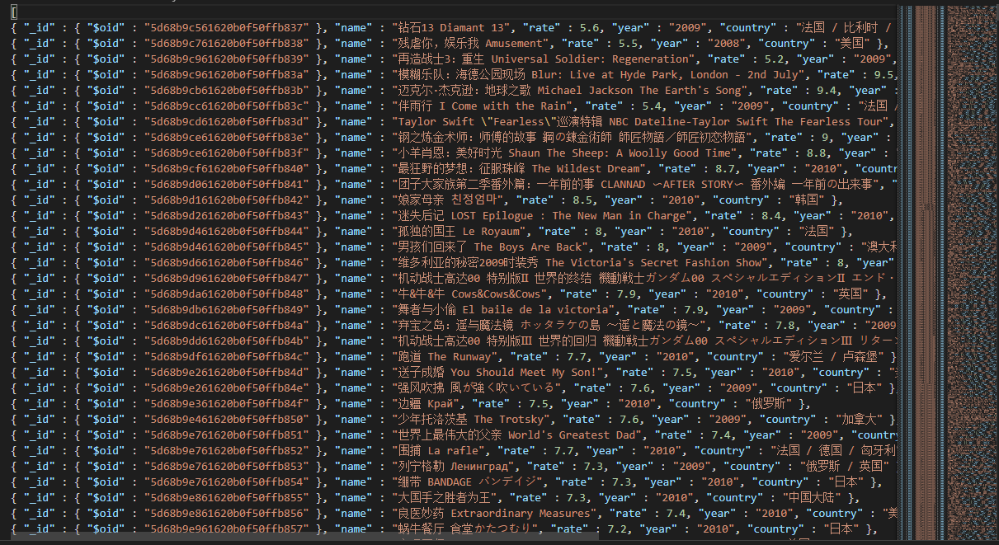 [
{ "_id" : { "$oid" : "5d68b9c561620b0f50ffb837" }, "name" : "钻石13 Diamant 13", "rate" : 5.6, "year" : "2009", "country" : "法国 / 比利时 /
{ "_id" : { "$oid" : "5d68b9c761620b0f50ffb838" }, "name" : "残虐你，娱乐我 Amusement", "rate" : 5.5, "year" : "2008", "country" : "美国" },
{ "_id" : { "$oid" : "5d68b9c961620b0f50ffb839" }, "name" : "再造战士3：重生 Universal Soldier: Regeneration", "rate" : 5.2, "year" : "2009",
{ "_id" : { "$oid" : "5d68b9c961620b0f50ffb83a" }, "name" : "模糊乐队：海德公园现场 Blur: Live at Hyde Park, London - 2nd July", "rate" : 9.5,
{ "_id" : { "$oid" : "5d68b9cb61620b0f50ffb83b" }, "name" : "迈克尔·杰克逊：地球之歌 Michael Jackson The Earth's Song", "rate" : 9.4, "year" :
{ "_id" : { "$oid" : "5d68b9cc61620b0f50ffb83c" }, "name" : "伴雨行 I Come with the Rain", "rate" : 5.4, "year" : "2009", "country" : "法国 /
{ "_id" : { "$oid" : "5d68b9cd61620b0f50ffb83d" }, "name" : "Taylor Swift \"Fearless\"巡演特辑 NBC Dateline-Taylor Swift The Fearless Tour",
{ "_id" : { "$oid" : "5d68b9ce61620b0f50ffb83e" }, "name" : "钢之炼金术师：师傅的故事 鋼の錬金術師 師匠物語／師匠初恋物語", "rate" : 9, "year" :
{ "_id" : { "$oid" : "5d68b9ce61620b0f50ffb83f" }, "name" : "小羊肖恩：美好时光 Shaun The Sheep: A Woolly Good Time", "rate" : 8.8, "year" :
{ "_id" : { "$oid" : "5d68b9cf61620b0f50ffb840" }, "name" : "最狂野的梦想：征服珠峰 The Wildest Dream", "rate" : 8.7, "year" : "2010", "countr
{ "_id" : { "$oid" : "5d68b9d061620b0f50ffb841" }, "name" : "团子大家族第二季番外篇：一年前的事 CLANNAD 〜AFTER STORY〜 番外編 一年前の出来事", "
{ "_id" : { "$oid" : "5d68b9d161620b0f50ffb842" }, "name" : "娘家母亲 친정엄마", "rate" : 8.5, "year" : "2010", "country" : "韩国" },
{ "_id" : { "$oid" : "5d68b9d261620b0f50ffb843" }, "name" : "迷失后记 LOST Epilogue : The New Man in Charge", "rate" : 8.4, "year" : "2010",
{ "_id" : { "$oid" : "5d68b9d461620b0f50ffb844" }, "name" : "孤独的国王 Le Royaum", "rate" : 8, "year" : "2010", "country" : "法国" },
{ "_id" : { "$oid" : "5d68b9d461620b0f50ffb845" }, "name" : "男孩们回来了 The Boys Are Back", "rate" : 8, "year" : "2009", "country" : "澳大利
{ "_id" : { "$oid" : "5d68b9d461620b0f50ffb846" }, "name" : "维多利亚的秘密2009时装秀 The Victoria's Secret Fashion Show", "rate" : 8, "year"
{ "_id" : { "$oid" : "5d68b9d961620b0f50ffb847" }, "name" : "机动战士高达00 特别版Ⅱ 世界的终结 機動戦士ガンダム00 スペシャルエディションⅡ エンド・
{ "_id" : { "$oid" : "5d68b9da61620b0f50ffb848" }, "name" : "牛&牛&牛 Cows&Cows&Cows", "rate" : 7.9, "year" : "2010", "country" : "英国" },
{ "_id" : { "$oid" : "5d68b9db61620b0f50ffb849" }, "name" : "舞者与小偷 El baile de la victoria", "rate" : 7.9, "year" : "2009", "country" :
{ "_id" : { "$oid" : "5d68b9dc61620b0f50ffb84a" }, "name" : "弃宝之岛：遥与魔法镜 ホッタラケの島 〜遥と魔法の鏡〜", "rate" : 7.8, "year" : "2009
{ "_id" : { "$oid" : "5d68b9dd61620b0f50ffb84b" }, "name" : "机动战士高达00 特别版Ⅲ 世界的回归 機動戦士ガンダム00 スペシャルエディションⅢ リターン
{ "_id" : { "$oid" : "5d68b9df61620b0f50ffb84c" }, "name" : "跑道 The Runway", "rate" : 7.7, "year" : "2010", "country" : "爱尔兰 / 卢森堡" }
{ "_id" : { "$oid" : "5d68b9e261620b0f50ffb84d" }, "name" : "送子成婚 You Should Meet My Son!", "rate" : 7.5, "year" : "2010", "country" : "
{ "_id" : { "$oid" : "5d68b9e261620b0f50ffb84e" }, "name" : "强风吹拂 風が強く吹いている", "rate" : 7.6, "year" : "2009", "country" : "日本" },
{ "_id" : { "$oid" : "5d68b9e361620b0f50ffb84f" }, "name" : "边疆 Край", "rate" : 7.5, "year" : "2010", "country" : "俄罗斯" },
{ "_id" : { "$oid" : "5d68b9e461620b0f50ffb850" }, "name" : "少年托洛茨基 The Trotsky", "rate" : 7.6, "year" : "2009", "country" : "加拿大" },
{ "_id" : { "$oid" : "5d68b9e761620b0f50ffb851" }, "name" : "世界上最伟大的父亲 World's Greatest Dad", "rate" : 7.4, "year" : "2009", "country
{ "_id" : { "$oid" : "5d68b9e761620b0f50ffb852" }, "name" : "围捕 La rafle", "rate" : 7.7, "year" : "2010", "country" : "法国 / 德国 / 匈牙利
{ "_id" : { "$oid" : "5d68b9e761620b0f50ffb853" }, "name" : "列宁格勒 Ленинград", "rate" : 7.3, "year" : "2009", "country" : "俄罗斯 / 英国"
{ "_id" : { "$oid" : "5d68b9e761620b0f50ffb854" }, "name" : "绷带 BANDAGE バンデイジ", "rate" : 7.3, "year" : "2010", "country" : "日本" },
{ "_id" : { "$oid" : "5d68b9e861620b0f50ffb855" }, "name" : "大国手之胜者为王", "rate" : 7.3, "year" : "2010", "country" : "中国大陆" },
{ "_id" : { "$oid" : "5d68b9e861620b0f50ffb856" }, "name" : "良医妙药 Extraordinary Measures", "rate" : 7.4, "year" : "2010", "country" : "美
{ "_id" : { "$oid" : "5d68b9e961620b0f50ffb857" }, "name" : "蜗牛餐厅 食堂かたつむり", "rate" : 7.2, "year" : "2010", "country" : "日本" },